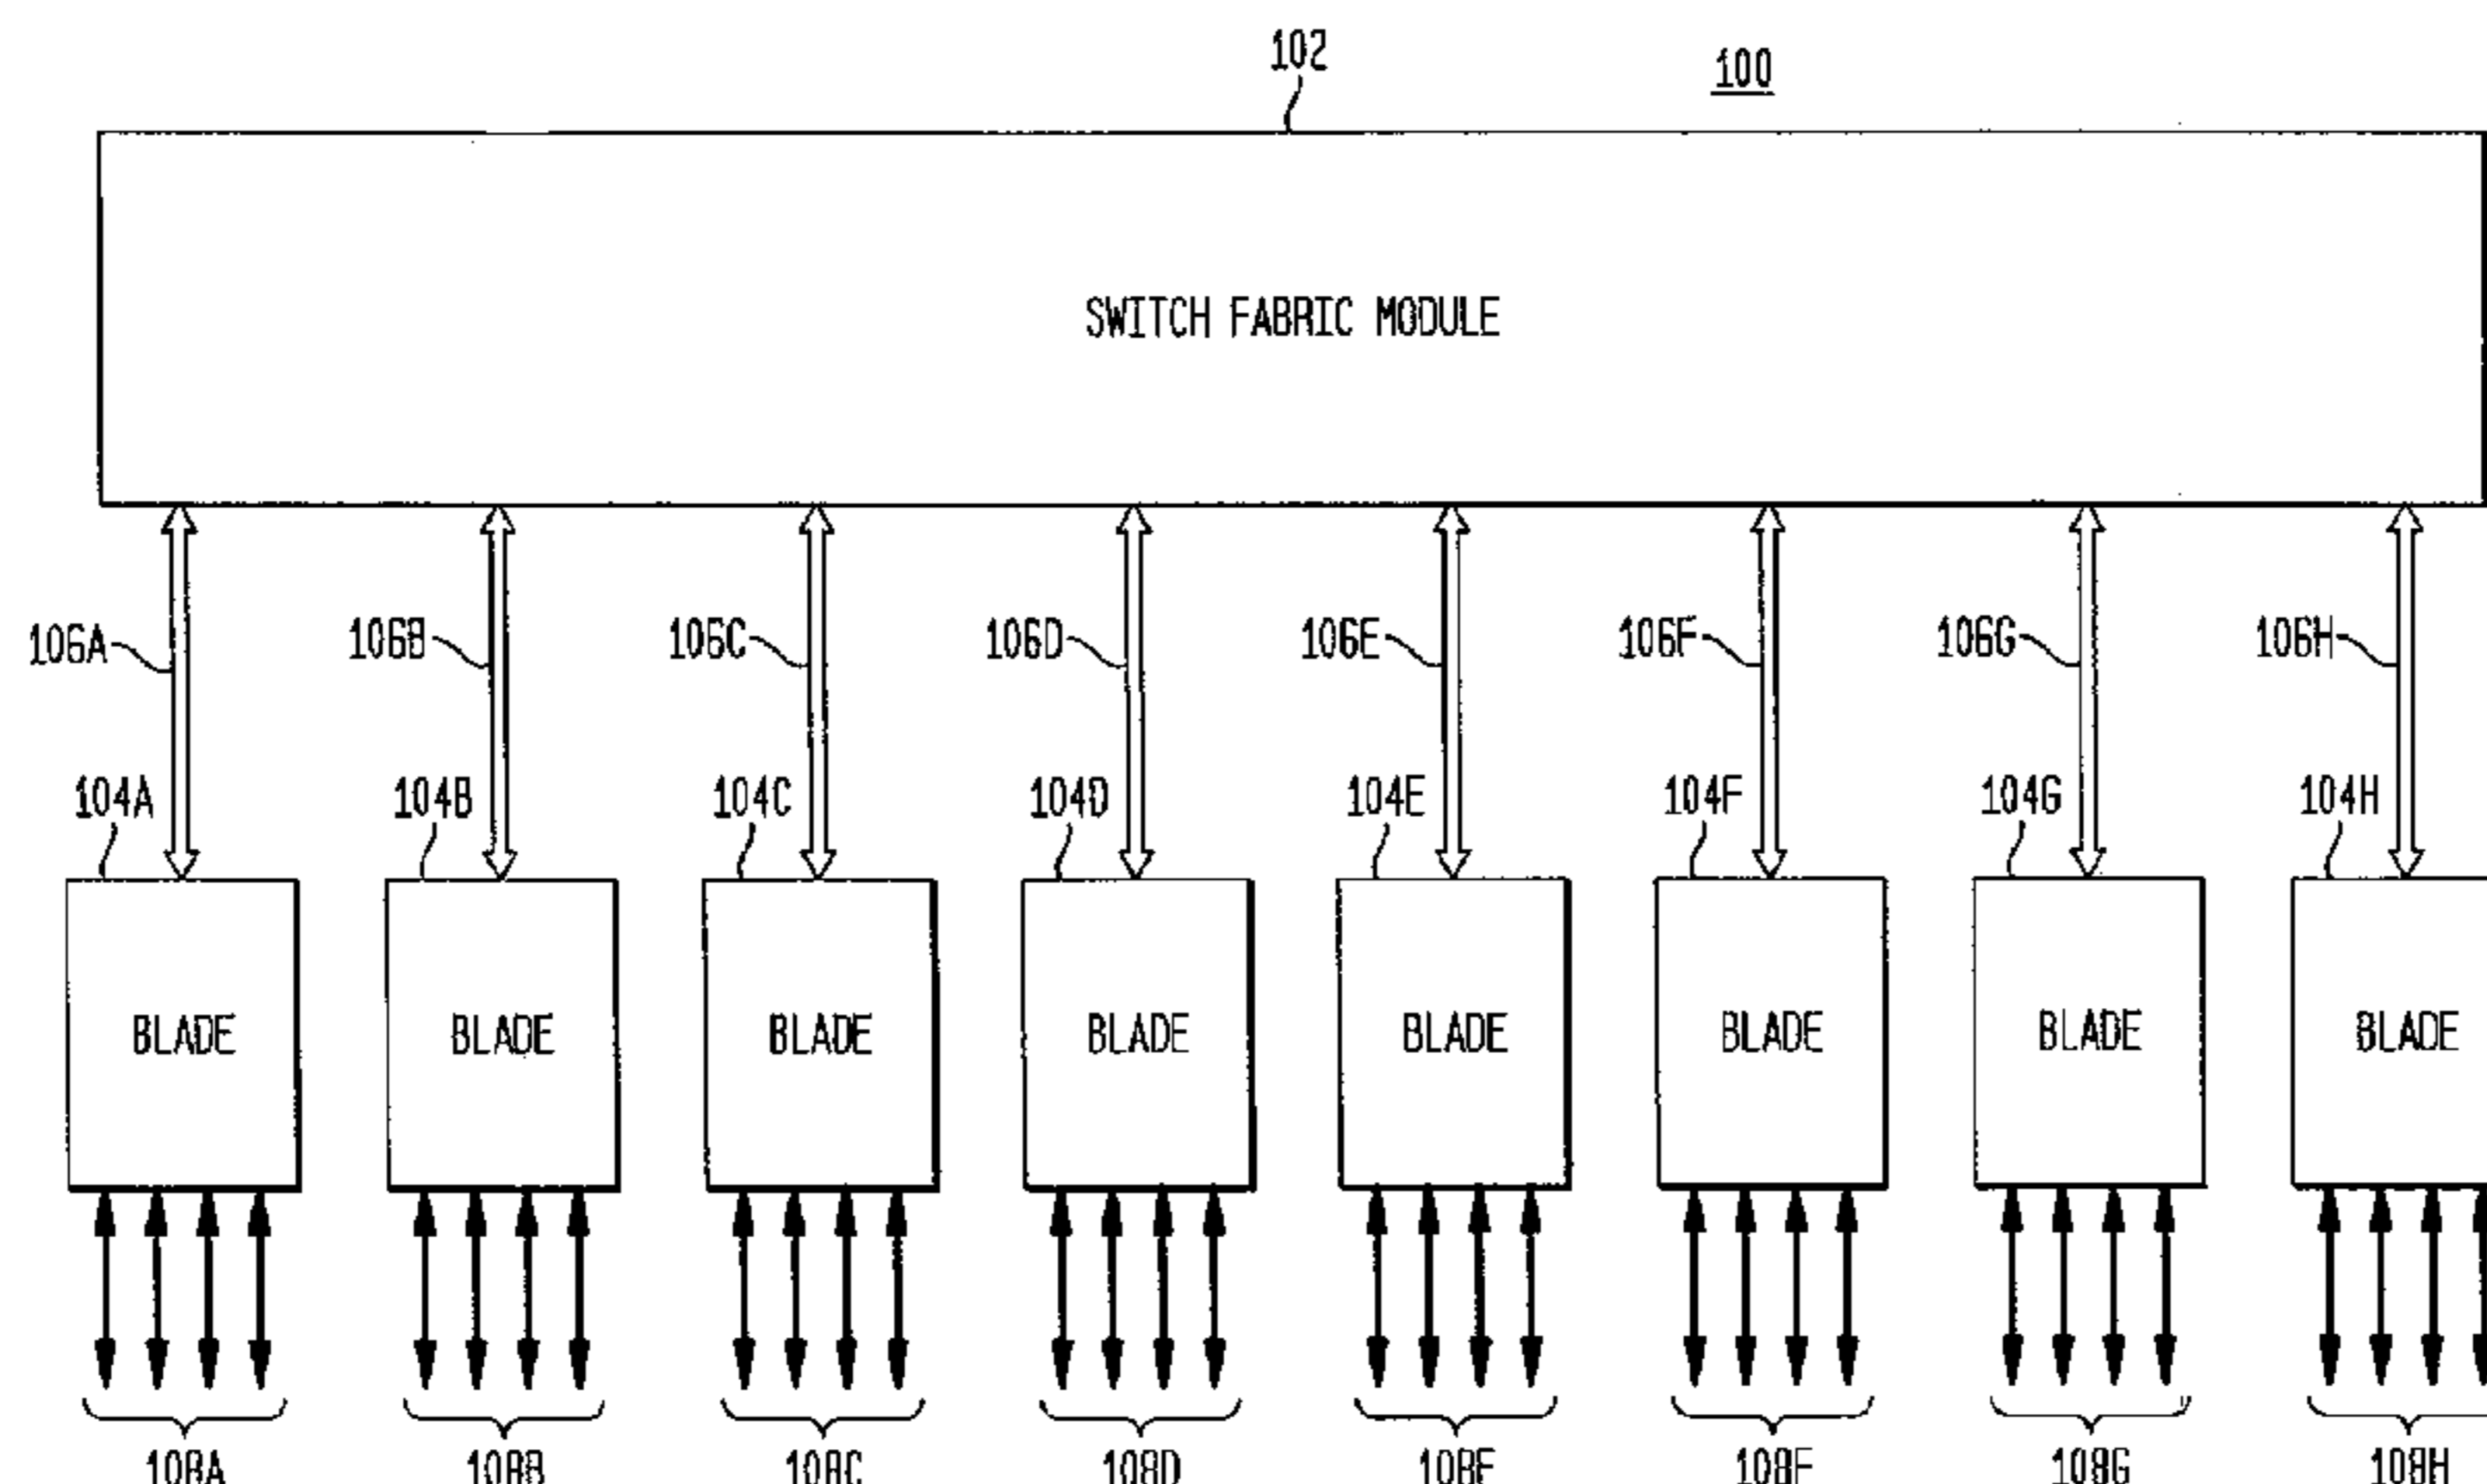 102
100
SWITCH FABRIC MODULE
106A 106B 106C 106D 106E 106F 106G 106H
104A 104B 104C 104D 104E 104F 104G 104H
BLADE BLADE BLADE BLADE BLADE BLADE BLADE BLADE
108A 108B 108C 108D 108E 108F 108G 108H